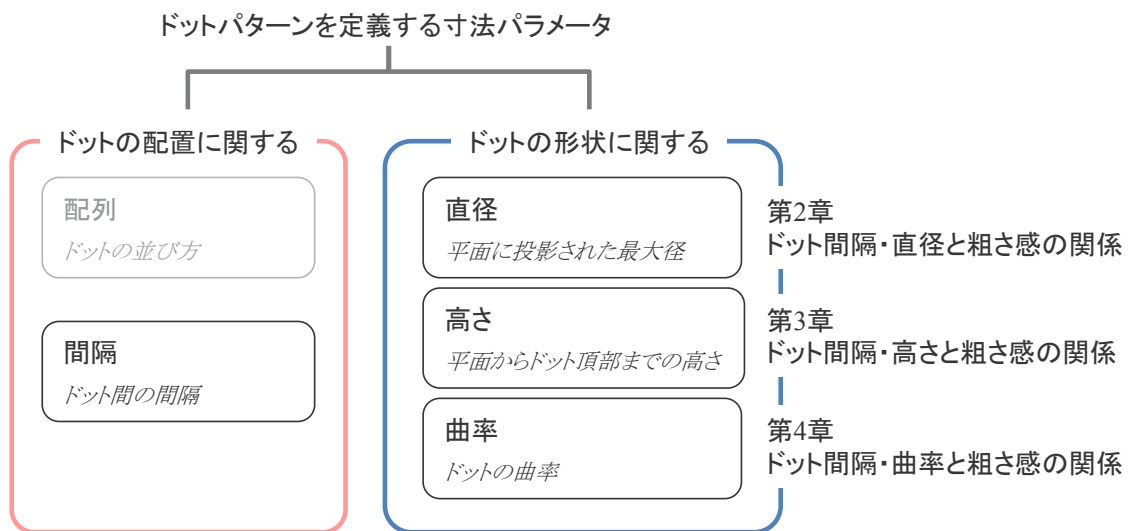 ドットパターンを定義する寸法パラメータ
ドットの配置に関する
配列
ドットの並び方
間隔
ドット間の間隔
ドットの形状に関する
直径
平面に投影された最大径
高さ
平面からドット頂部までの高さ
曲率
ドットの曲率
第2章
ドット間隔・直径と粗さ感の関係
第3章
ドット間隔・高さと粗さ感の関係
第4章
ドット間隔・曲率と粗さ感の関係